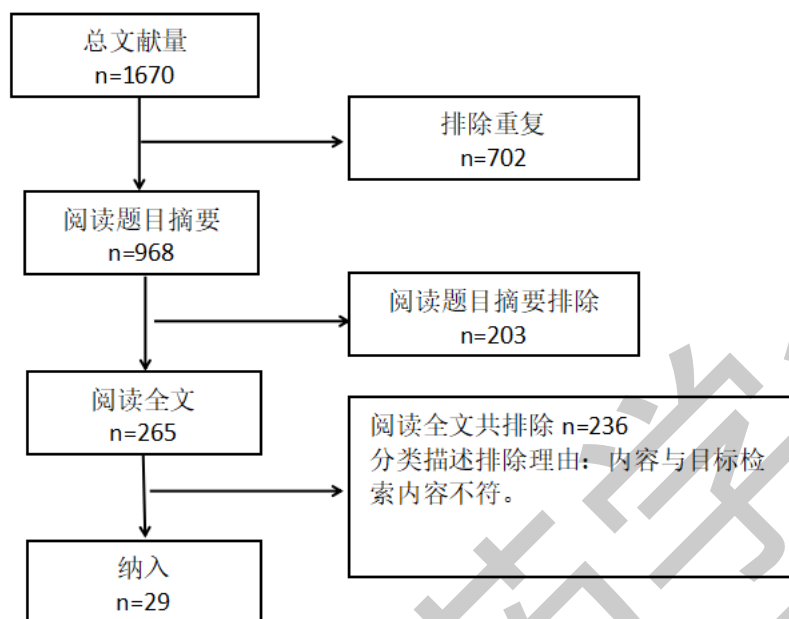 总文献量
n=1670
排除重复
n=702
阅读题目摘要
n=968
阅读题目摘要排除
n=203
阅读全文
n=265
阅读全文共排除 n=236
分类描述排除理由：内容与目标检
索内容不符。
纳入
n=29
药学